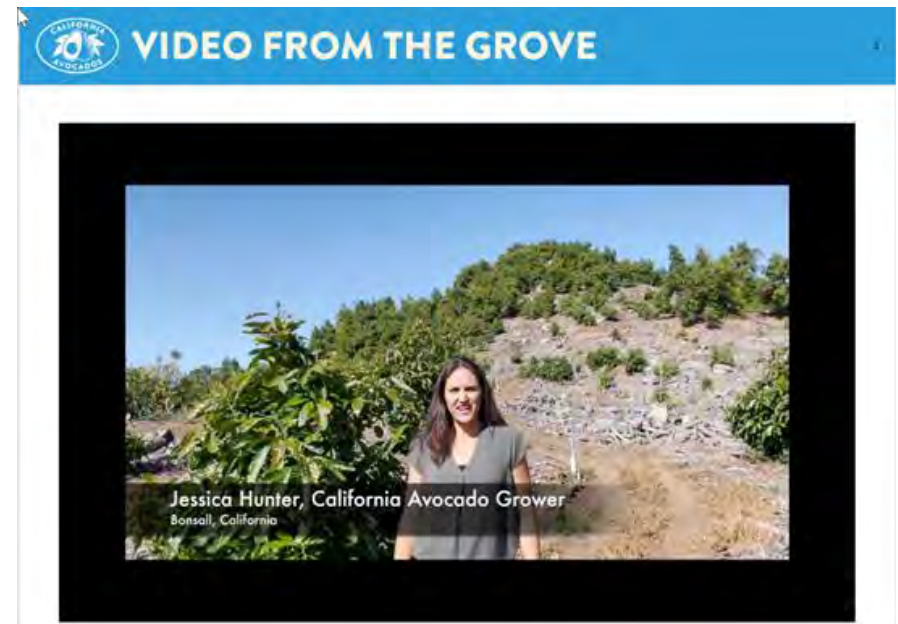 CALIFORNIA
AVOCADOS
VIDEO FROM THE GROVE
Jessica Hunter, California Avocado Grower
Bonsall, California